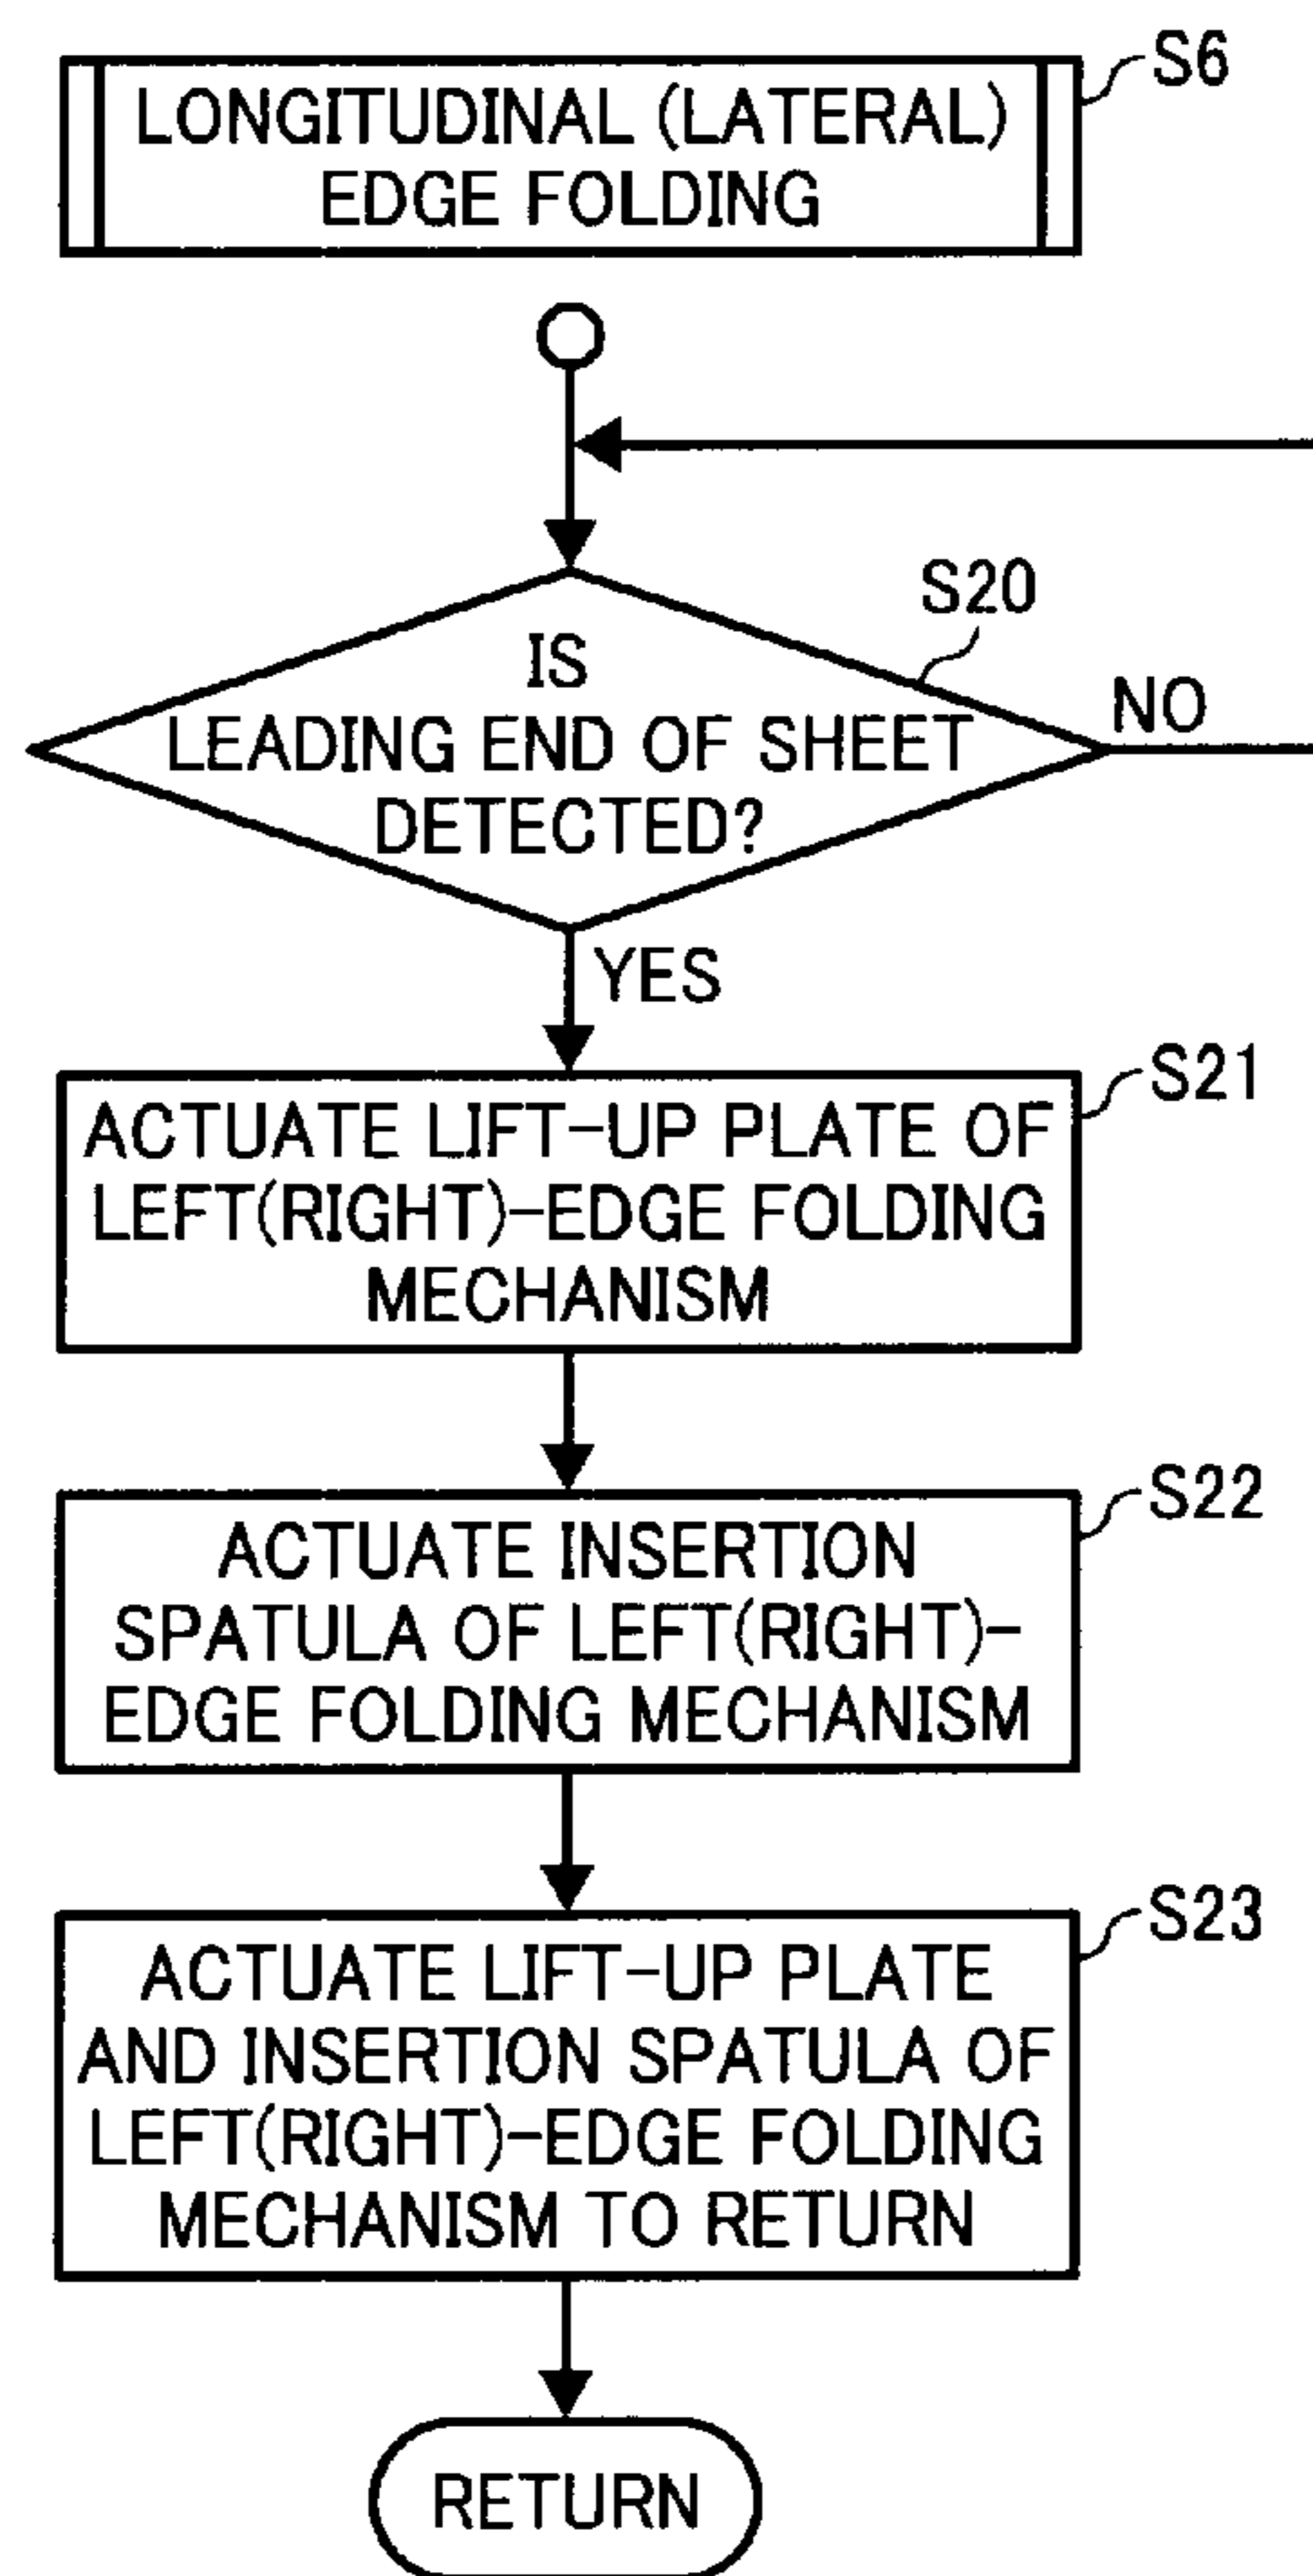 S6
LONGITUDINAL (LATERAL)
EDGE FOLDING
S20
IS
LEADING END OF SHEET
DETECTED?
NO
YES
S21
ACTUATE LIFT-UP PLATE OF
LEFT(RIGHT)-EDGE FOLDING
MECHANISM
S22
ACTUATE INSERTION
SPATULA OF LEFT(RIGHT)-
EDGE FOLDING MECHANISM
S23
ACTUATE LIFT-UP PLATE
AND INSERTION SPATULA OF
LEFT(RIGHT)-EDGE FOLDING
MECHANISM TO RETURN
RETURN